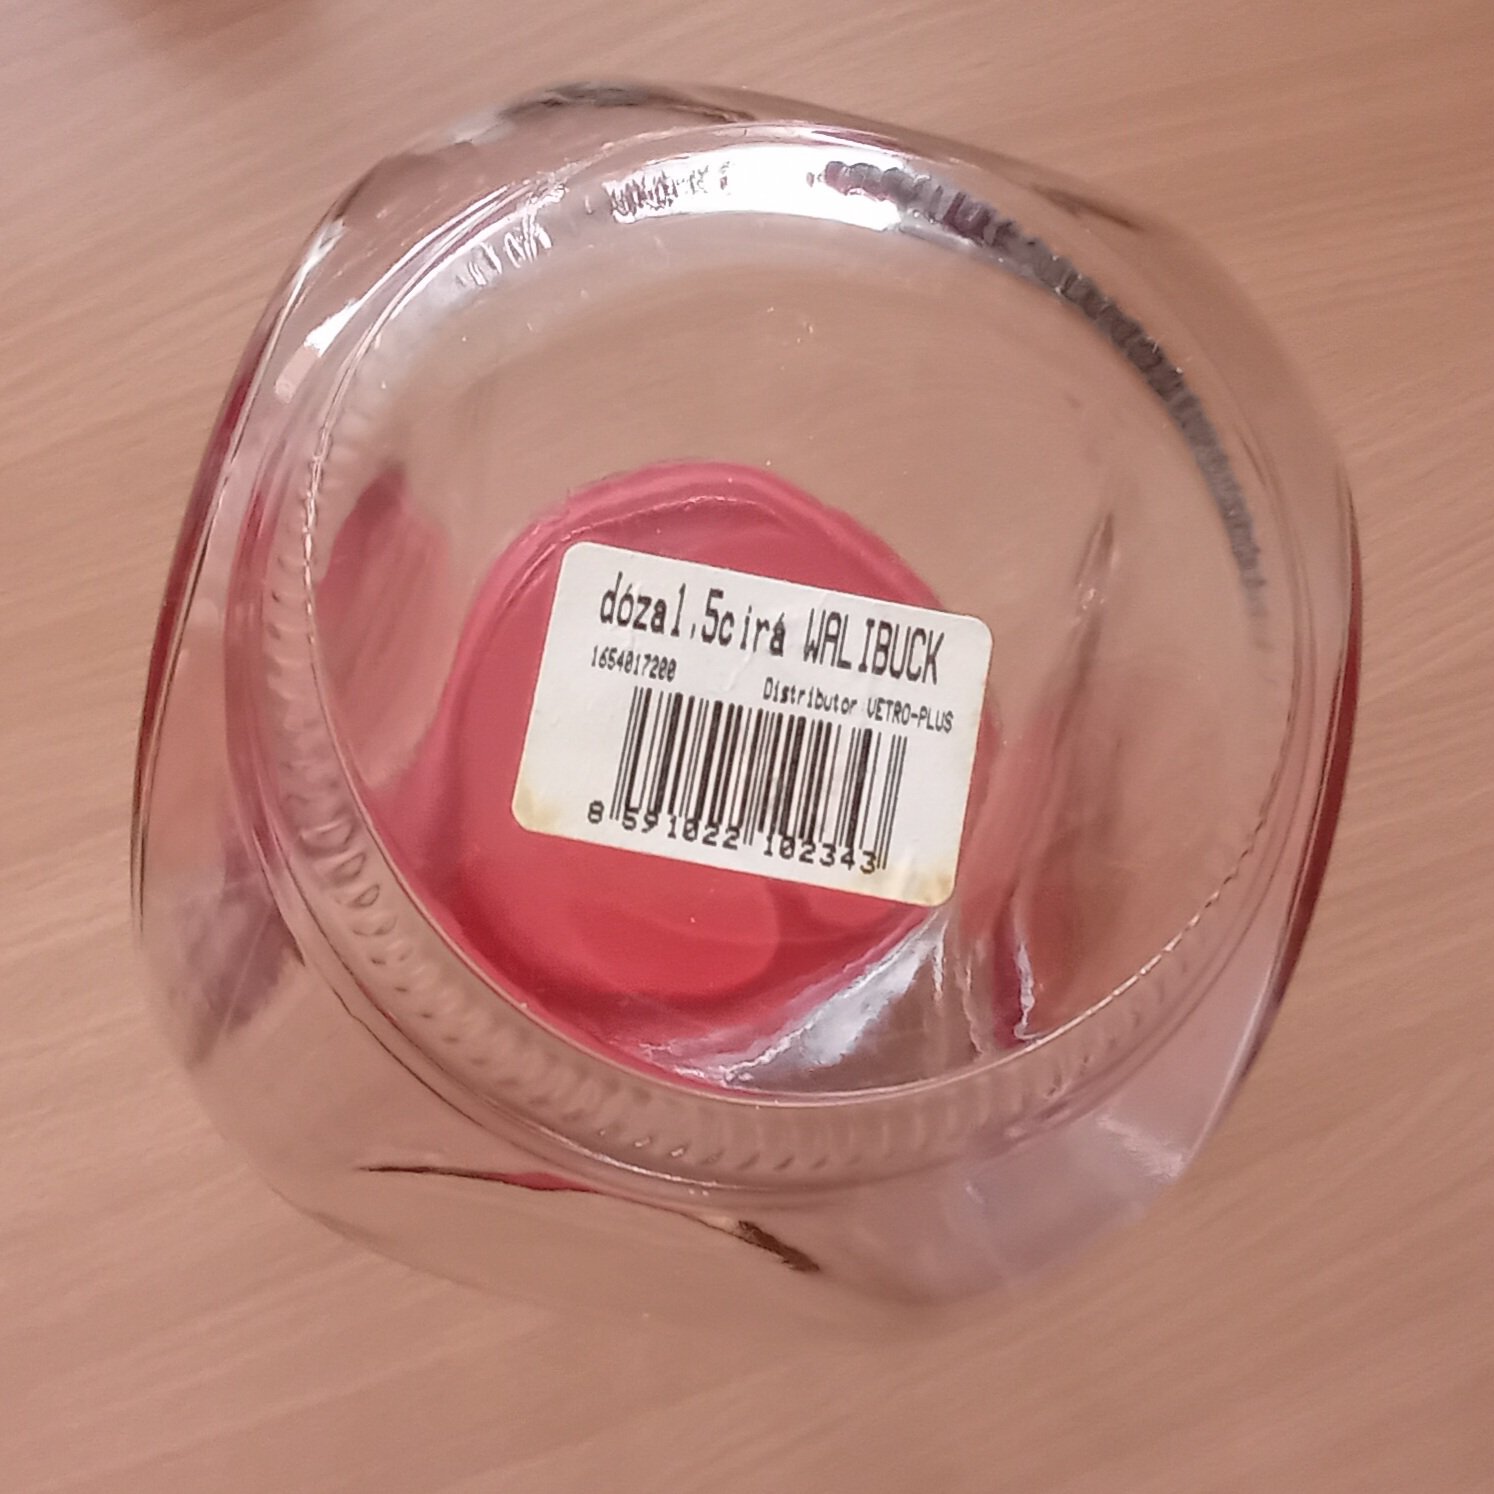 dóza1,5cirá WALIBUCK
1654017200
Distributor VETRO-PLUS
8 591022 102343